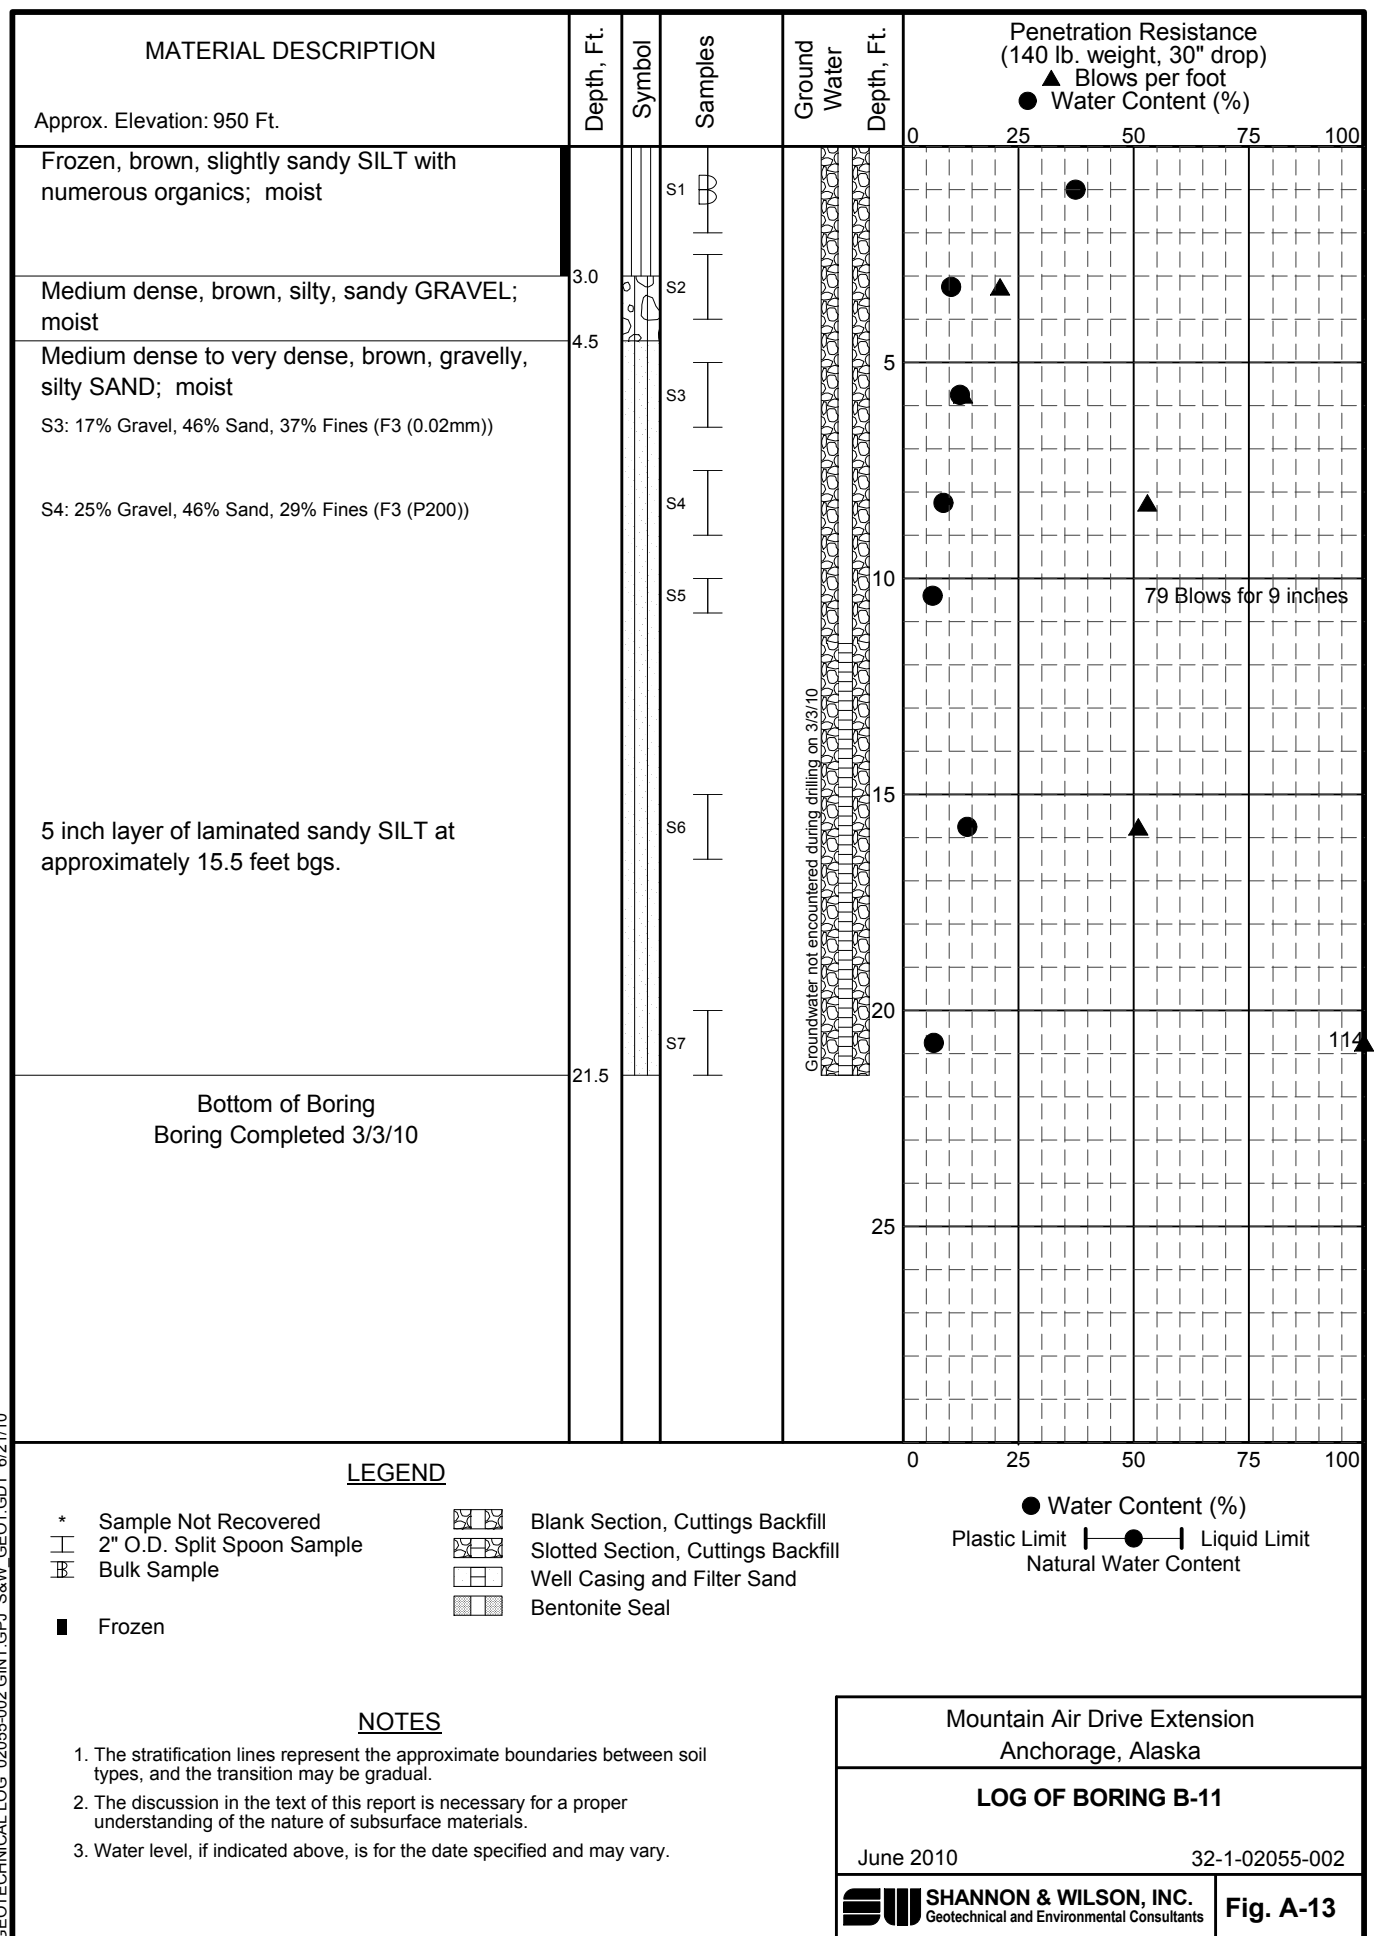 MATERIAL DESCRIPTION
Approx. Elevation: 950 Ft.
Depth, Ft.
Symbol
Samples
Ground
Water
Depth, Ft.
Penetration Resistance
(140 lb. weight, 30" drop)
▲ Blows per foot
● Water Content (%)
0 25 50 75 100
Frozen, brown, slightly sandy SILT with
numerous organics; moist
S1
3.0
Medium dense, brown, silty, sandy GRAVEL;
moist
S2
4.5
Medium dense to very dense, brown, gravelly,
silty SAND; moist
5
S3
S3: 17% Gravel, 46% Sand, 37% Fines (F3 (0.02mm))
S4: 25% Gravel, 46% Sand, 29% Fines (F3 (P200))
S4
10
S5
79 Blows for 9 inches
Groundwater not encountered during drilling on 3/3/10
15
5 inch layer of laminated sandy SILT at
approximately 15.5 feet bgs.
S6
20
S7
114
21.5
Bottom of Boring
Boring Completed 3/3/10
25
0 25 50 75 100
LEGEND
* Sample Not Recovered
2" O.D. Split Spoon Sample
Bulk Sample
Frozen
Blank Section, Cuttings Backfill
Slotted Section, Cuttings Backfill
Well Casing and Filter Sand
Bentonite Seal
● Water Content (%)
Plastic Limit Liquid Limit
Natural Water Content
NOTES
1. The stratification lines represent the approximate boundaries between soil
types, and the transition may be gradual.
2. The discussion in the text of this report is necessary for a proper
understanding of the nature of subsurface materials.
3. Water level, if indicated above, is for the date specified and may vary.
Mountain Air Drive Extension
Anchorage, Alaska
LOG OF BORING B-11
June 2010 32-1-02055-002
SHANNON & WILSON, INC.
Geotechnical and Environmental Consultants
Fig. A-13
GEOTECHNICAL LOG 02055-002 GINT.GPJ S&W_GEOT.GDT 6/21/10